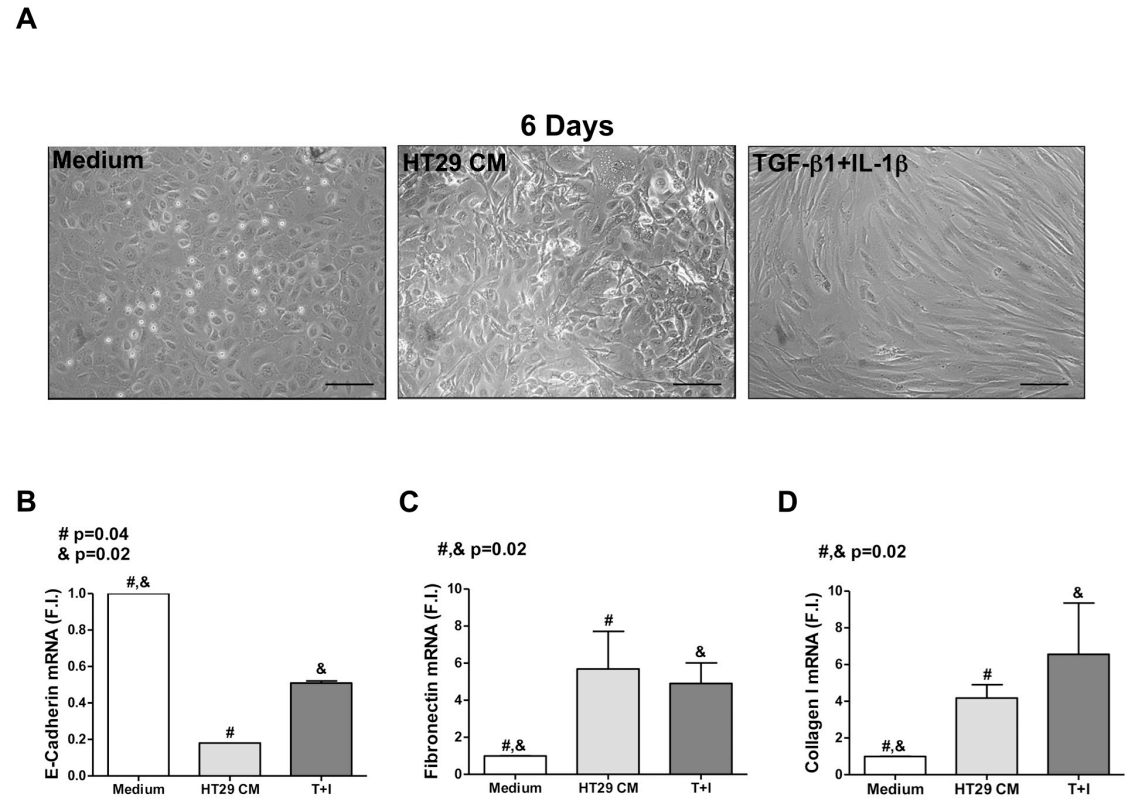 A
6 Days
Medium
HT29 CM
TGF-β1+IL-1β
B
# p=0.04
& p=0.02
E-Cadherin mRNA (F.I.)
1.0
0.8
0.6
0.4
0.2
0.0
#,&
#
&
Medium
HT29 CM
T+I
C
#,& p=0.02
Fibronectin mRNA (F.I.)
10
8
6
4
2
0
#,&
#
&
Medium
HT29 CM
T+I
D
#,& p=0.02
Collagen I mRNA (F.I.)
10
8
6
4
2
0
#,&
#
&
Medium
HT29 CM
T+I